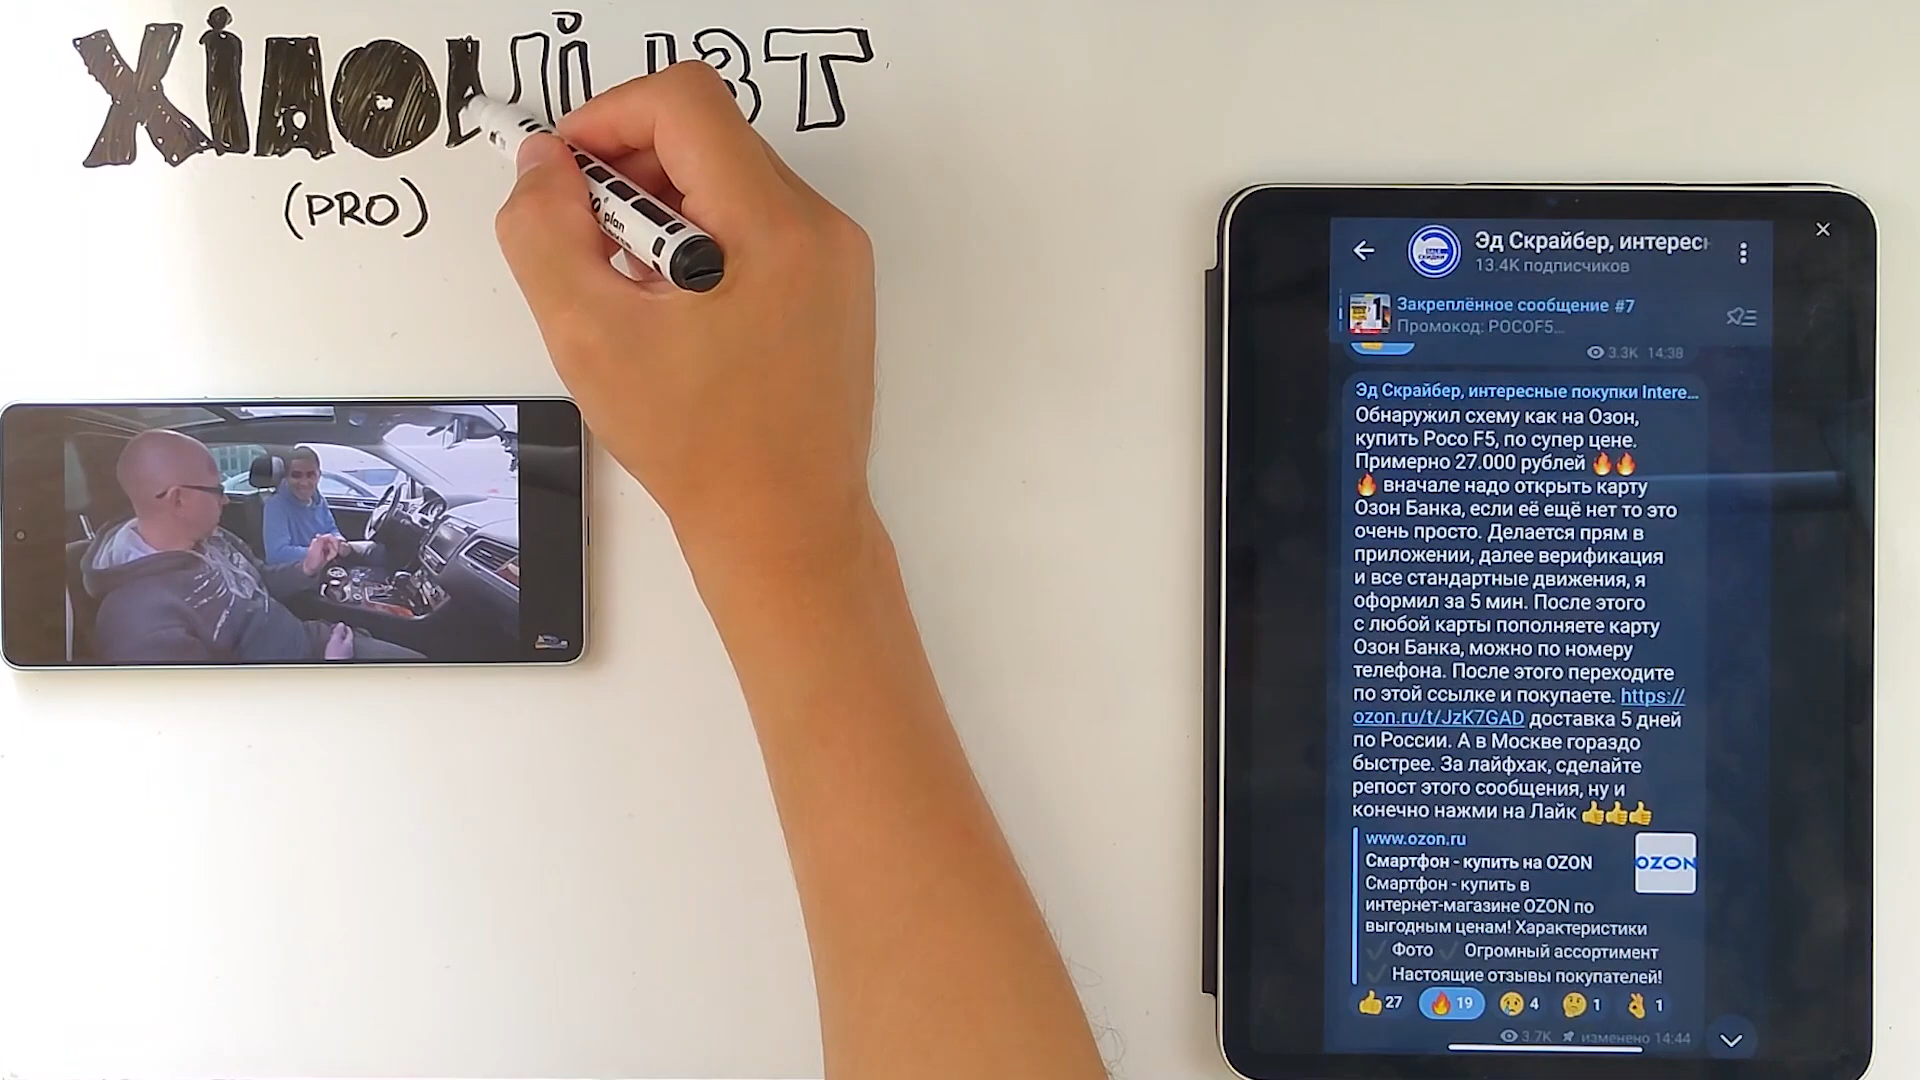 XiaoMi 13T
(PRO)
plan
Эд Скрайбер, интерес
13.4K подписчиков
Закреплённое сообщение #7
Промокод: POCOF5...
3.3K 14:38
Эд Скрайбер, интересные покупки Intere...
Обнаружил схему как на Озон,
купить Poco F5, по супер цене.
Примерно 27.000 рублей 🔥🔥
🔥 вначале надо открыть карту
Озон Банка, если её ещё нет то это
очень просто. Делается прям в
приложении, далее верификация
и все стандартные движения, я
оформил за 5 мин. После этого
с любой карты пополняете карту
Озон Банка, можно по номеру
телефона. После этого переходите
по этой ссылке и покупаете. https://
ozon.ru/t/JzK7GAD доставка 5 дней
по России. А в Москве гораздо
быстрее. За лайфхак, сделайте
репост этого сообщения, ну и
конечно нажми на Лайк 👍👍👍
www.ozon.ru
Смартфон - купить на OZON
OZON
Смартфон - купить в
интернет-магазине OZON по
выгодным ценам! Характеристики
✓ Фото ✓ Огромный ассортимент
✓ Настоящие отзывы покупателей!
👍 27 🔥 19 😢 4 🤔 1 👌 1
3.7K изменено 14:44